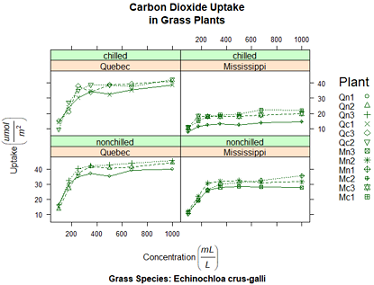 Carbon Dioxide Uptake
in Grass Plants
200 400 600 800 1000
chilled chilled
Quebec Mississippi
40
30
20
10
nonchilled nonchilled
Quebec Mississippi
40
30
20
10
200 400 600 800 1000
Uptake (umol/m²)
Concentration (mL/L)
Grass Species: Echinochloa crus-galli
Plant
Qn1
Qn2
Qn3
Qc1
Qc3
Qc2
Mn3
Mn2
Mn1
Mc2
Mc3
Mc1